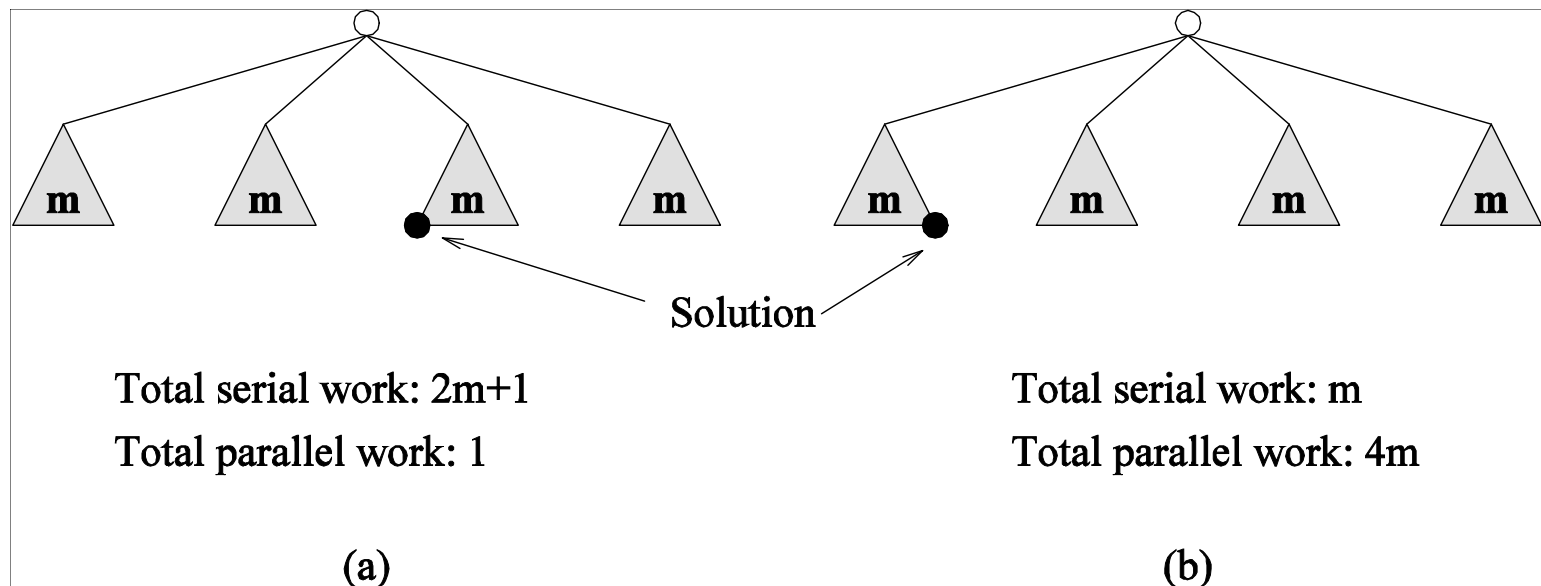 m m m m m m m m
Solution
Total serial work: 2m+1
Total parallel work: 1
(a)
Total serial work: m
Total parallel work: 4m
(b)